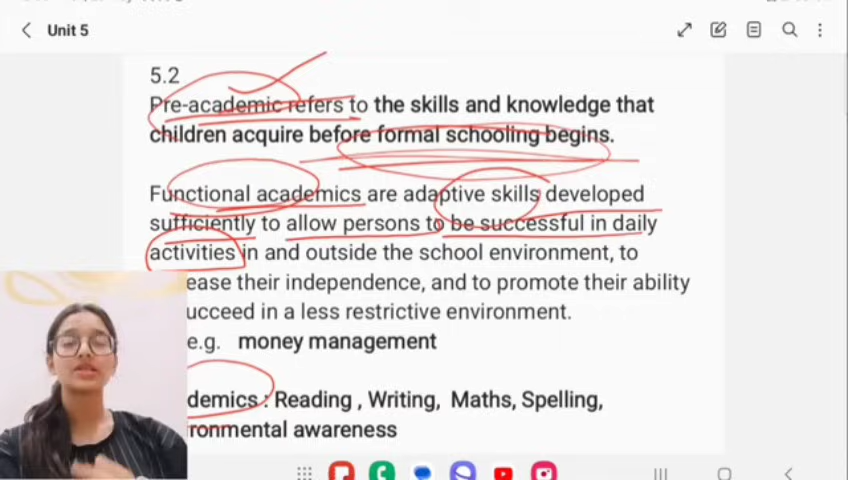 Unit 5
5.2
Pre-academic refers to the skills and knowledge that
children acquire before formal schooling begins.
Functional academics are adaptive skills developed
sufficiently to allow persons to be successful in daily
activities in and outside the school environment, to
ease their independence, and to promote their ability
ucceed in a less restrictive environment.
e.g. money management
demics : Reading , Writing, Maths, Spelling,
ronmental awareness